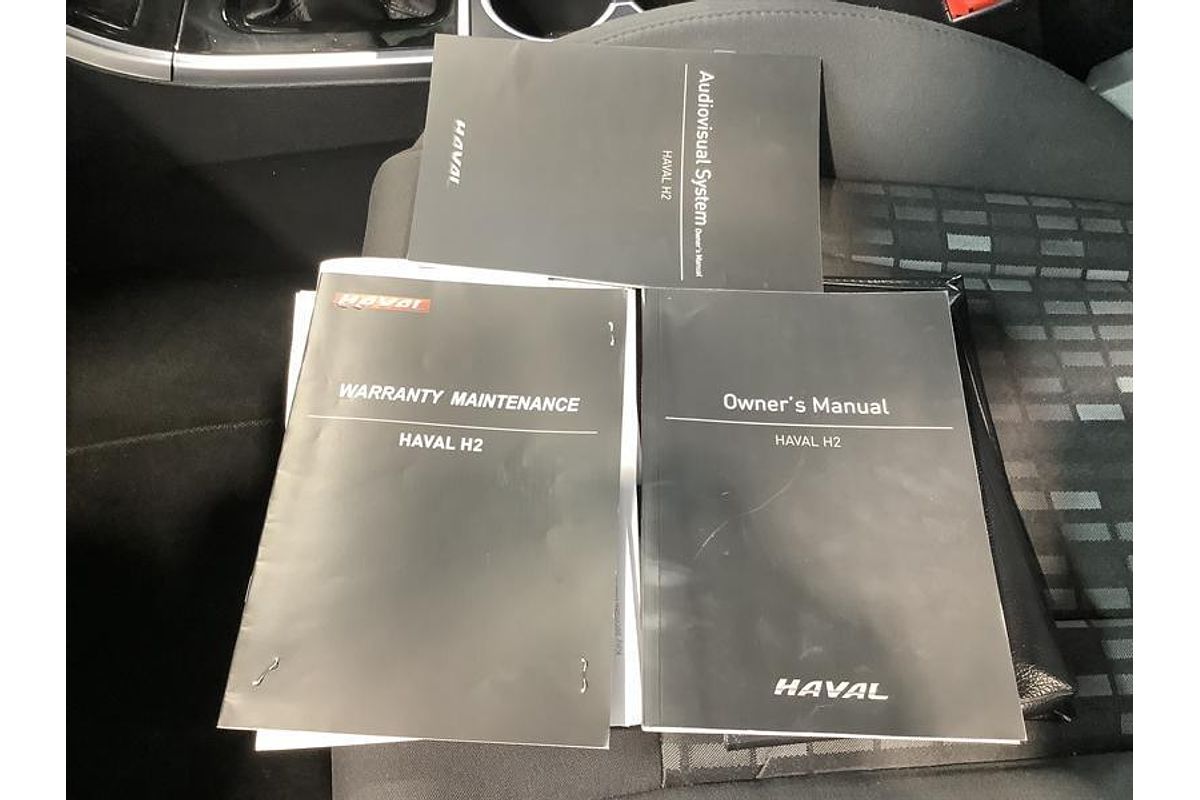 Audiovisual System Owner's Manual
HAVAL H2
HAVAL
HAVAL
WARRANTY MAINTENANCE
HAVAL H2
Owner's Manual
HAVAL H2
HAVAL